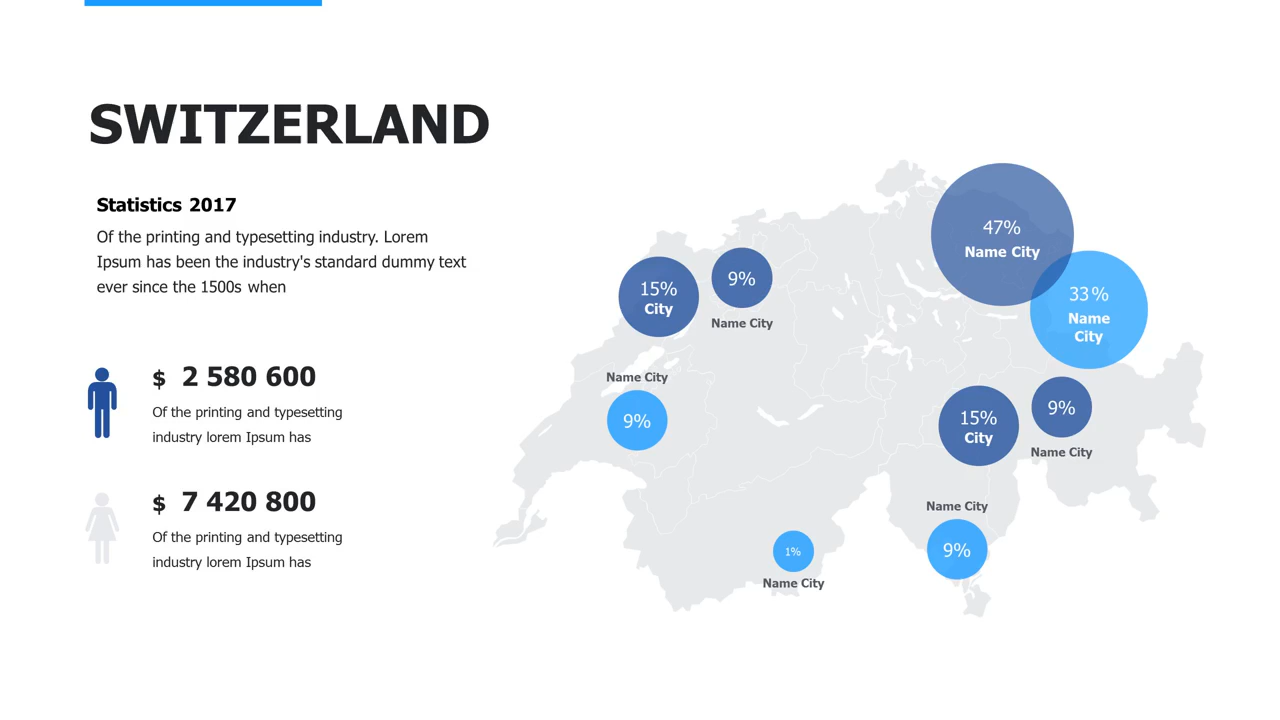 SWITZERLAND
Statistics 2017
Of the printing and typesetting industry. Lorem
Ipsum has been the industry's standard dummy text
ever since the 1500s when
$ 2 580 600
Of the printing and typesetting
industry lorem Ipsum has
$ 7 420 800
Of the printing and typesetting
industry lorem Ipsum has
47%
Name City
33%
Name
City
15%
City
9%
Name City
Name City
9%
15%
City
9%
Name City
Name City
9%
1%
Name City